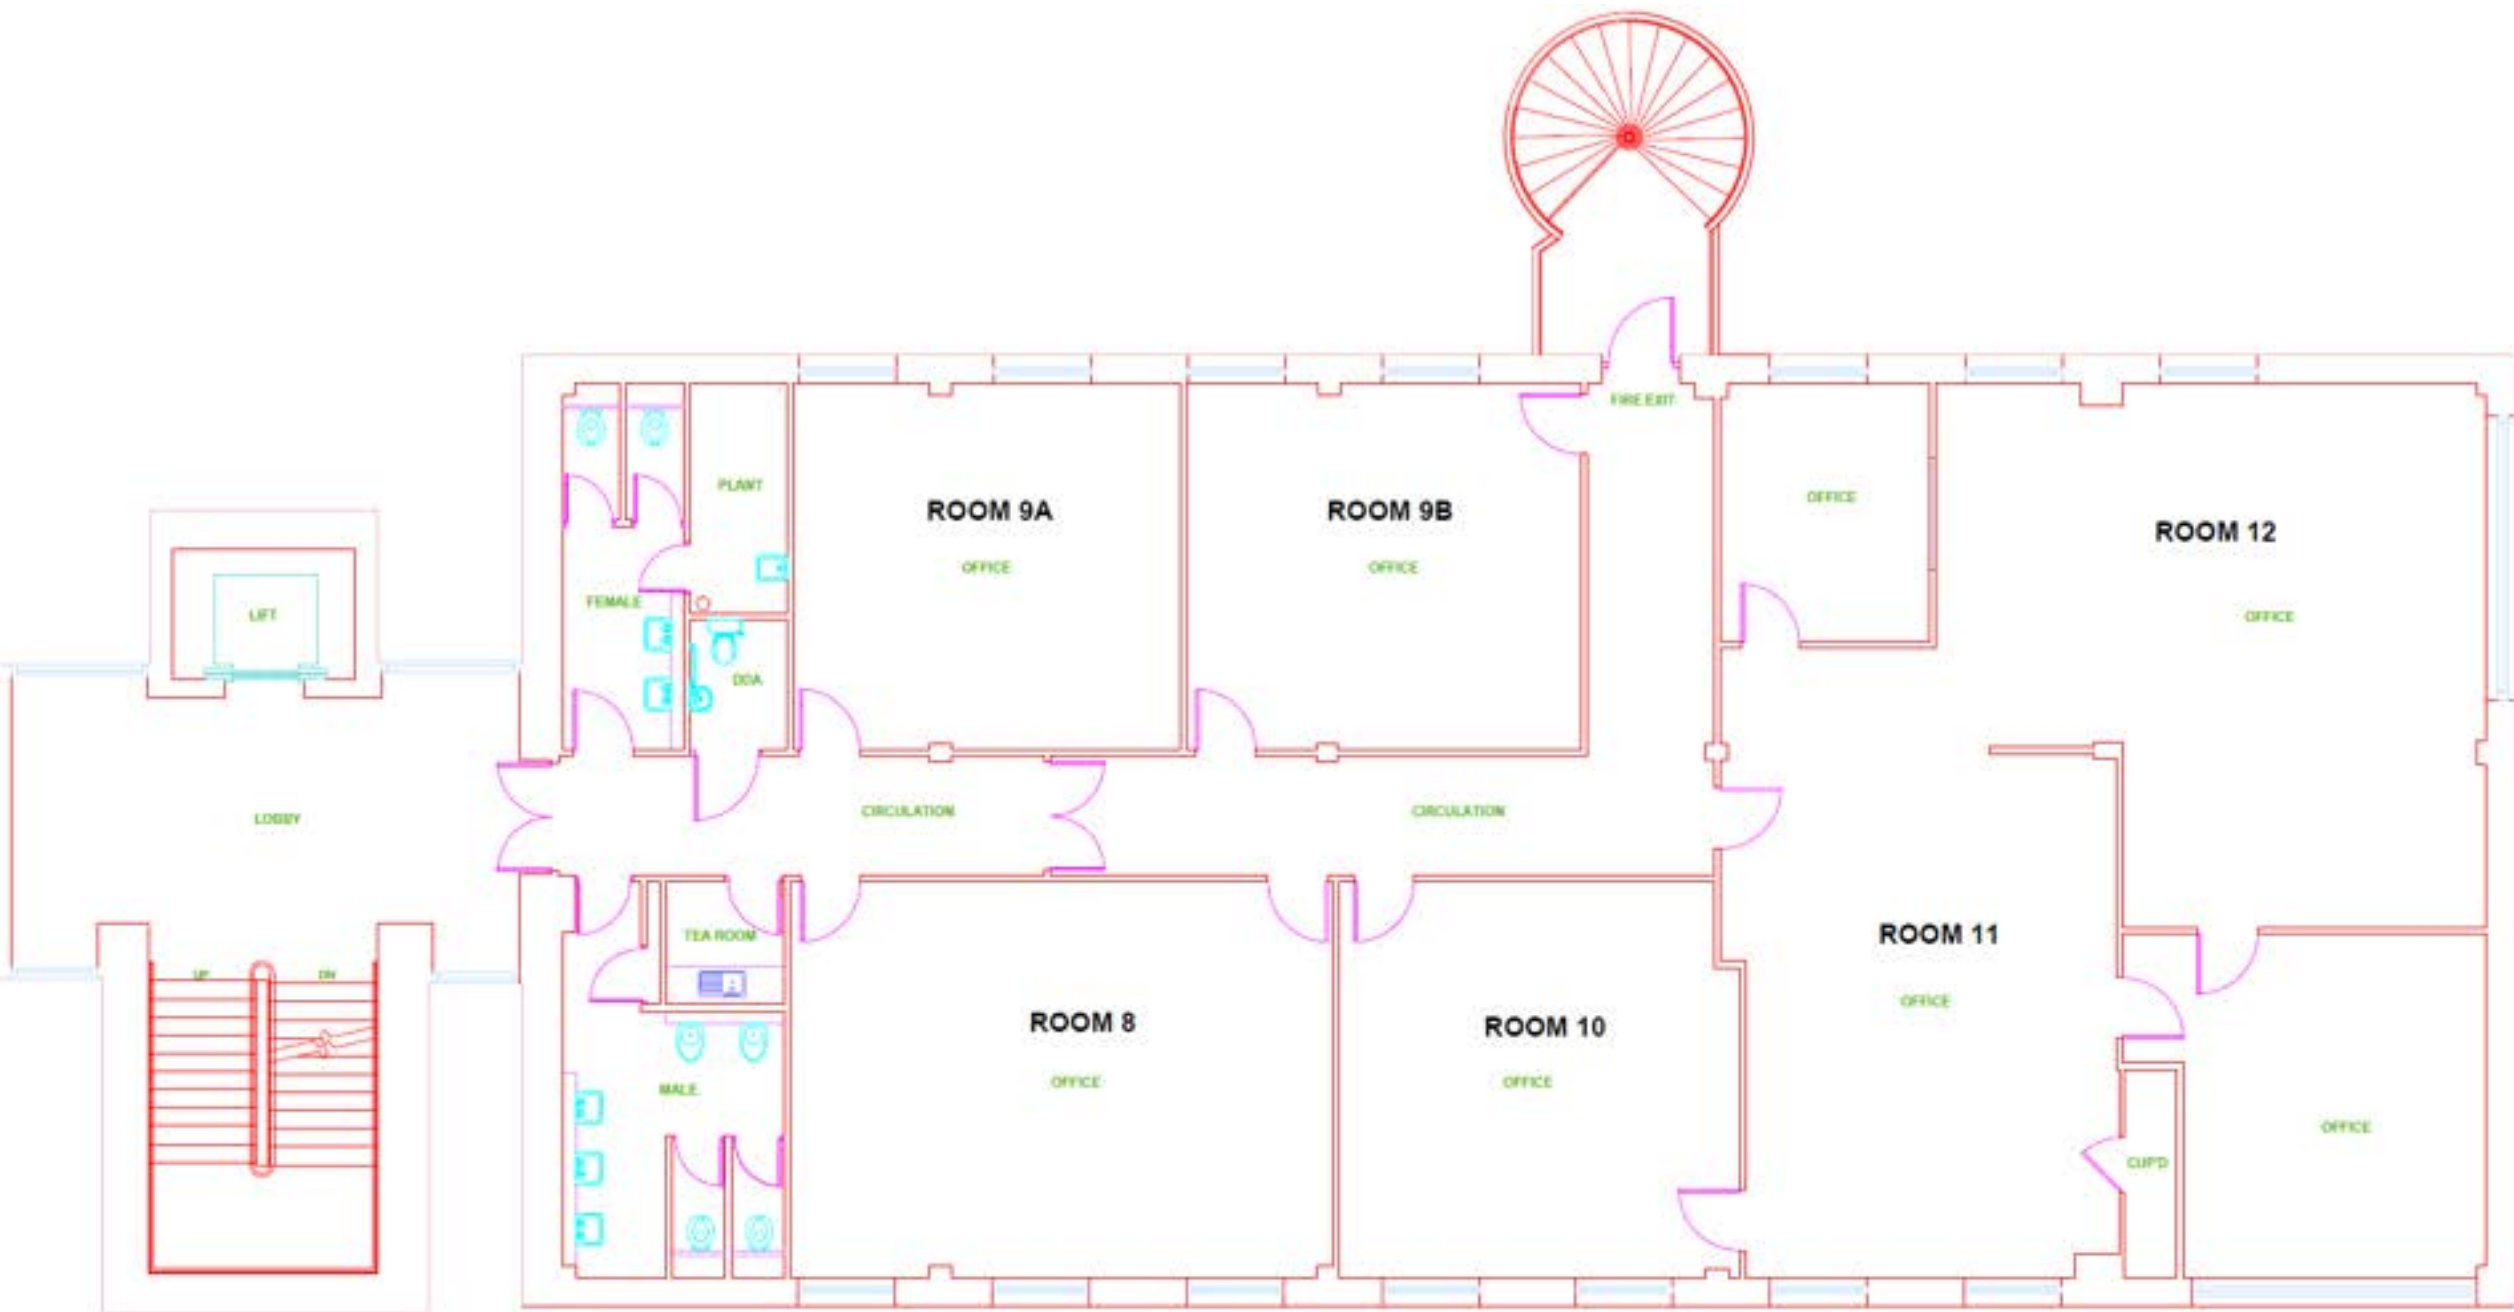 FIRE EXIT
PLANT
OFFICE
ROOM 9A
ROOM 9B
ROOM 12
OFFICE
OFFICE
FEMALE
LIFT
OFFICE
DDA
LOBBY
CIRCULATION
CIRCULATION
TEA ROOM
ROOM 11
UP
DN
OFFICE
ROOM 8
ROOM 10
OFFICE
OFFICE
MALE
OFFICE
CUP'D